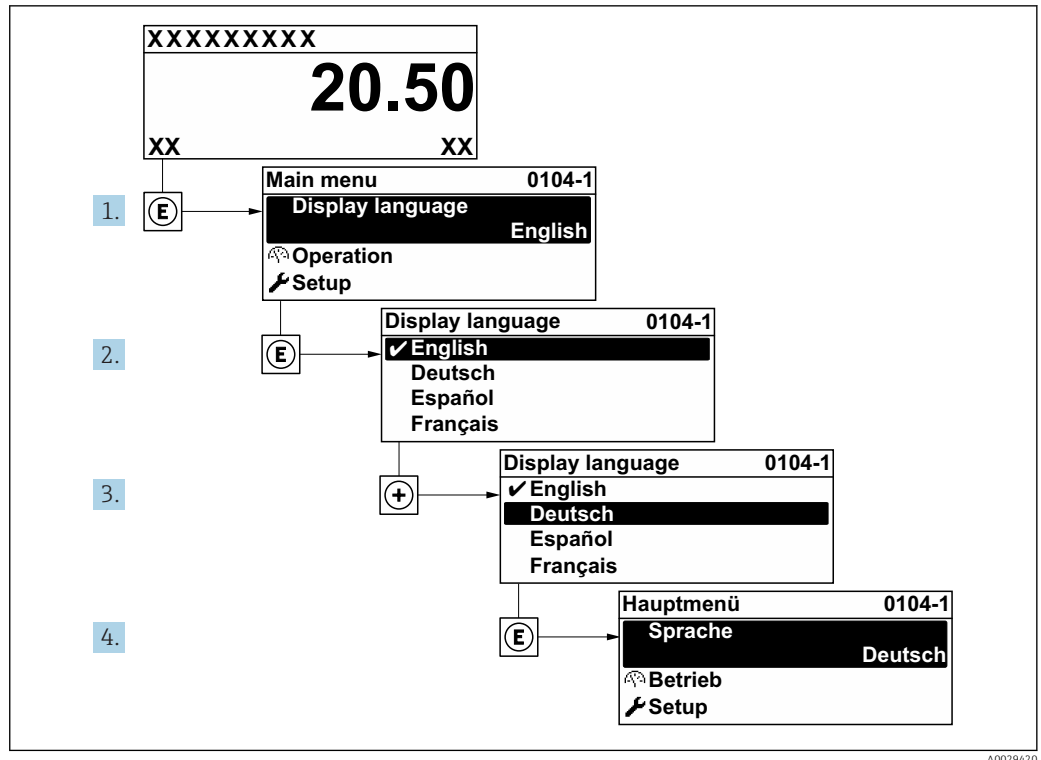 XXXXXXXXX
20.50
XX XX
Main menu 0104-1
1. E Display language
English
Operation
Setup
Display language 0104-1
2. E ✔ English
Deutsch
Español
Français
Display language 0104-1
3. + ✔ English
Deutsch
Español
Français
Hauptmenü 0104-1
4. E Sprache
Deutsch
Betrieb
Setup
A0029420